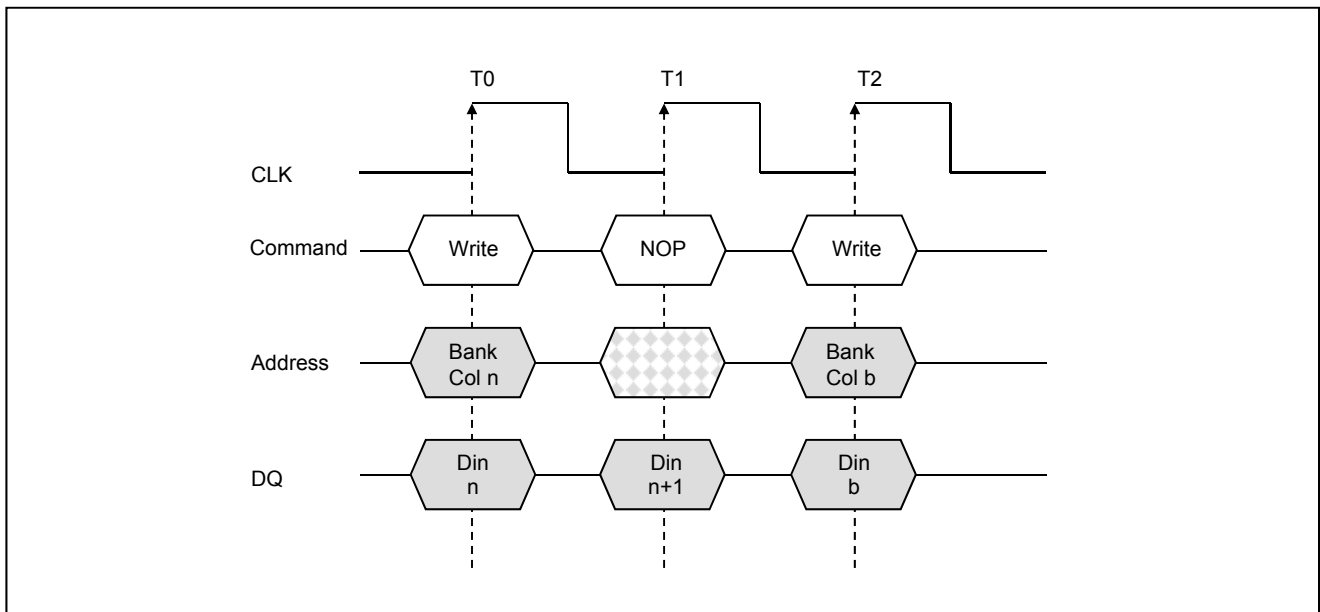 T0 T1 T2
CLK
Command Write NOP Write
Address Bank Col n Bank Col b
DQ Din n Din n+1 Din b